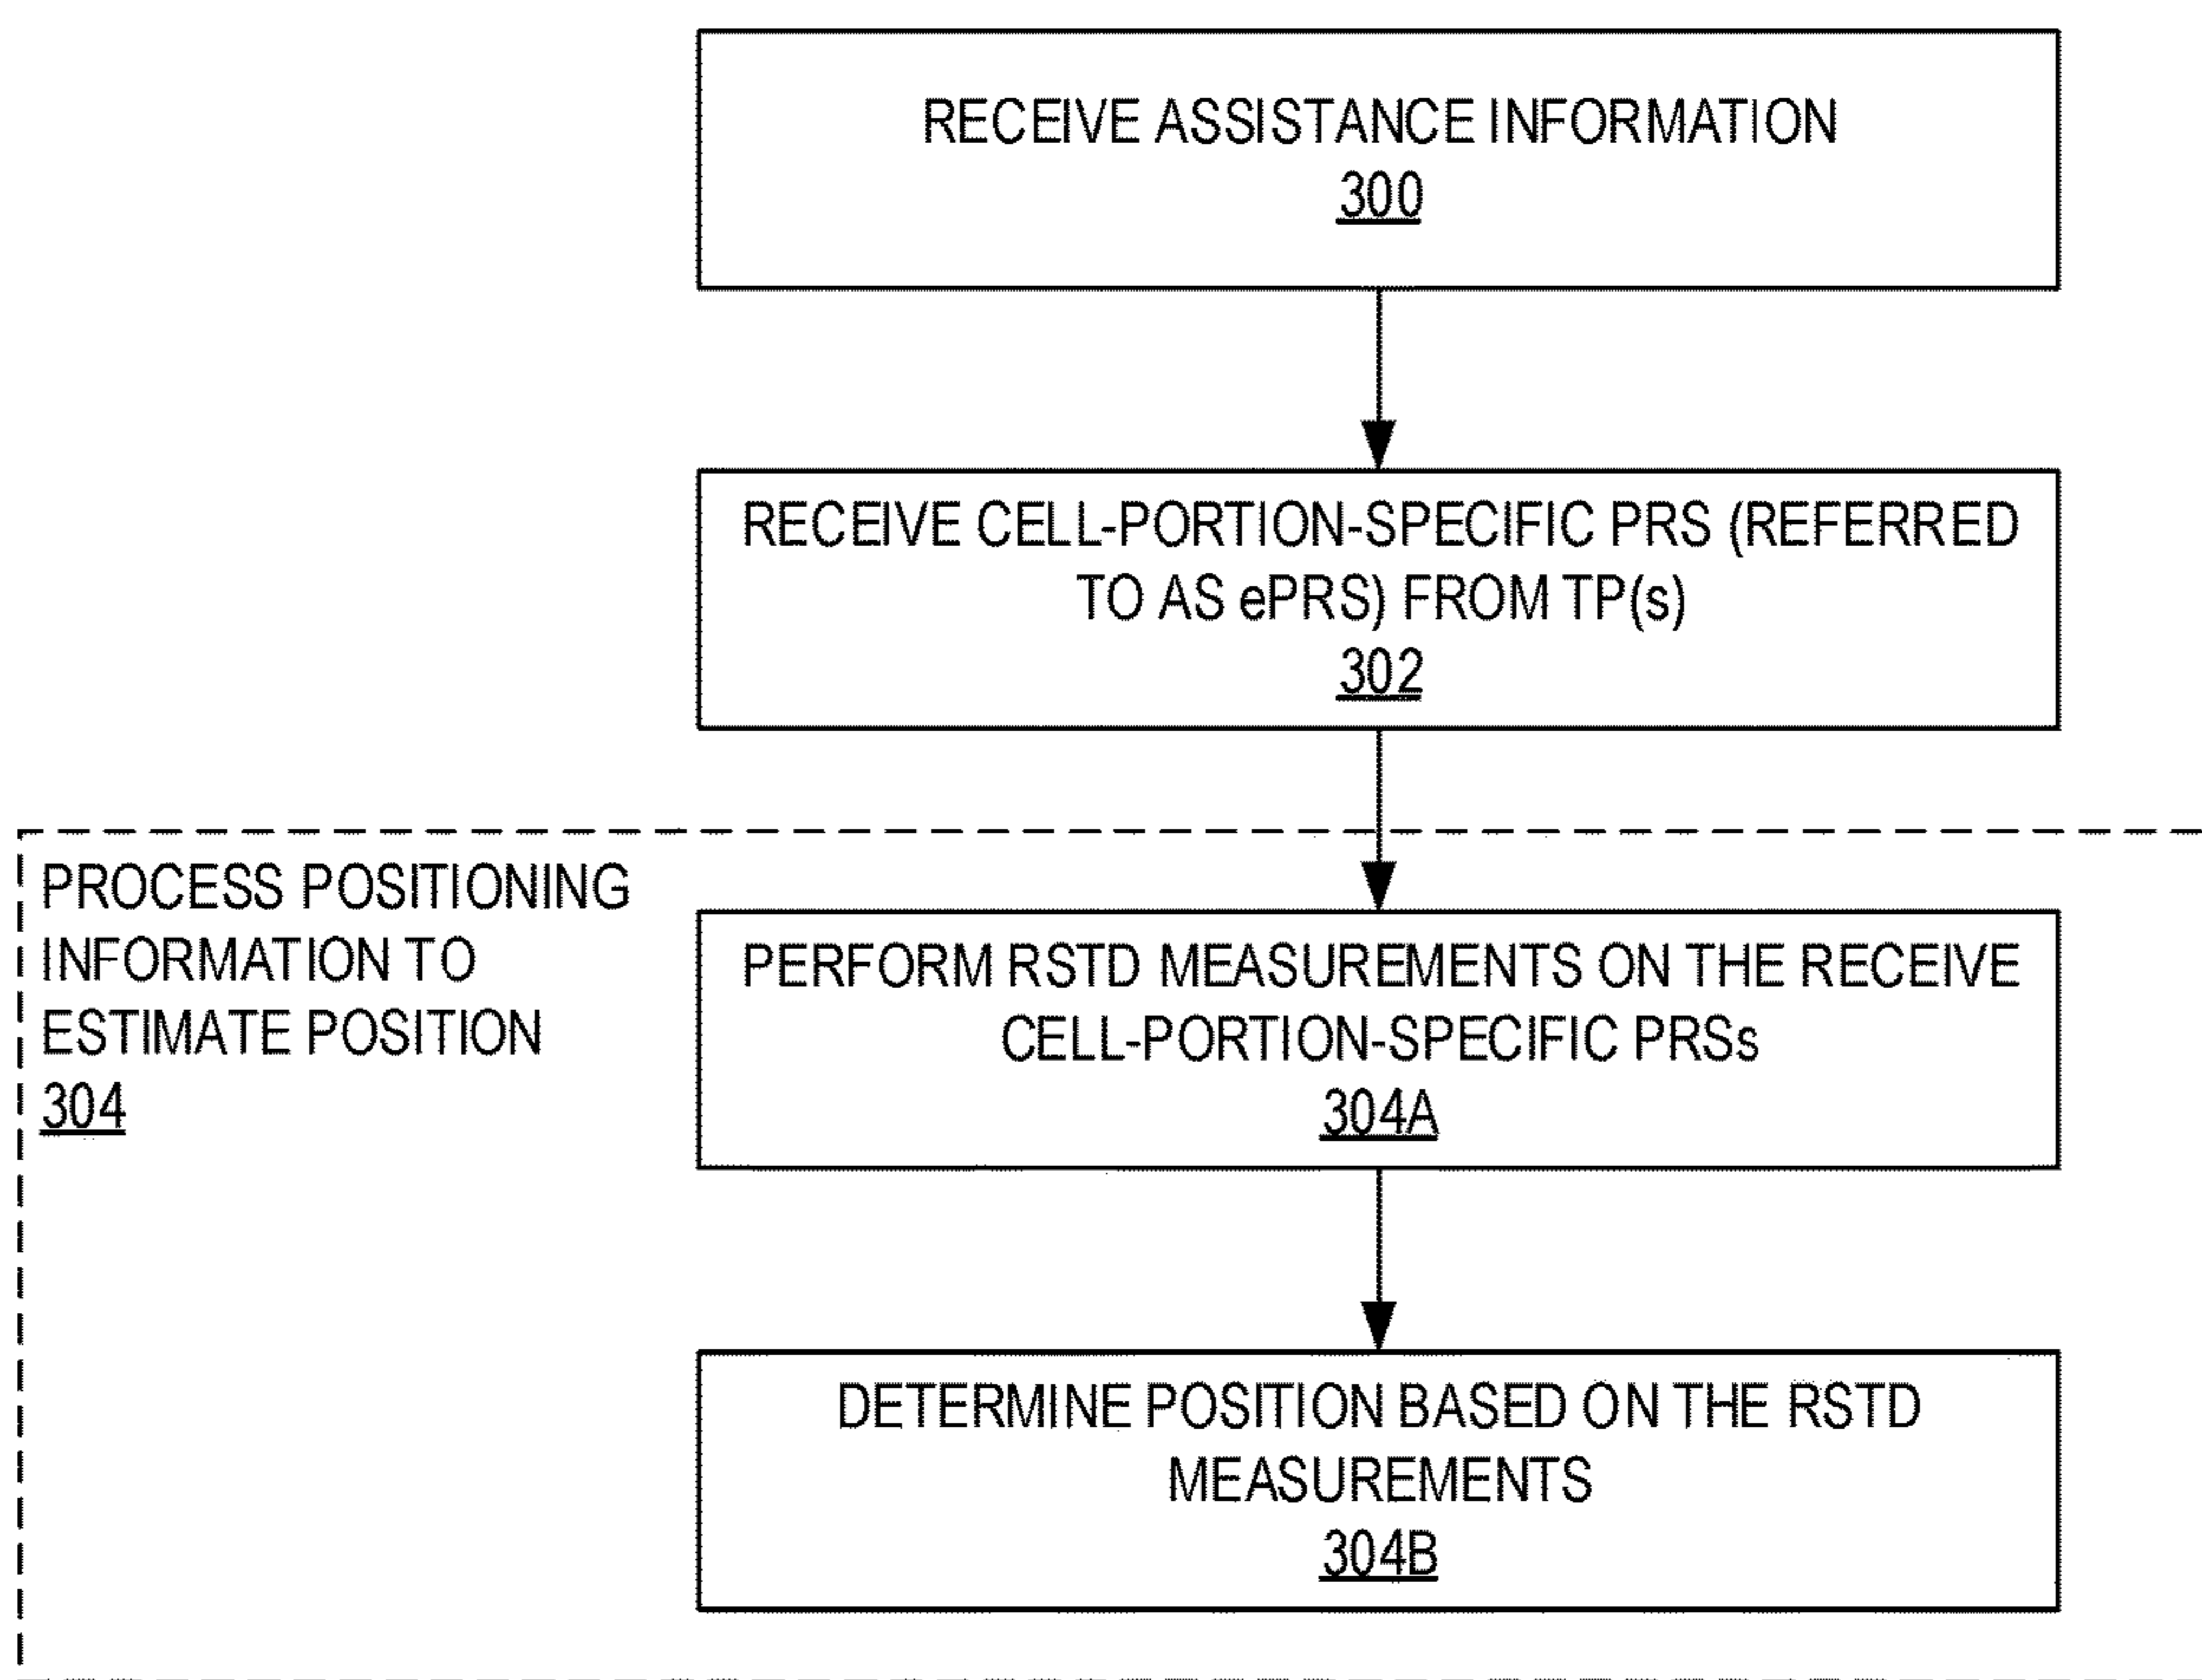 RECEIVE ASSISTANCE INFORMATION
300
RECEIVE CELL-PORTION-SPECIFIC PRS (REFERRED
TO AS ePRS) FROM TP(s)
302
PROCESS POSITIONING
INFORMATION TO
ESTIMATE POSITION
304
PERFORM RSTD MEASUREMENTS ON THE RECEIVE
CELL-PORTION-SPECIFIC PRSs
304A
DETERMINE POSITION BASED ON THE RSTD
MEASUREMENTS
304B